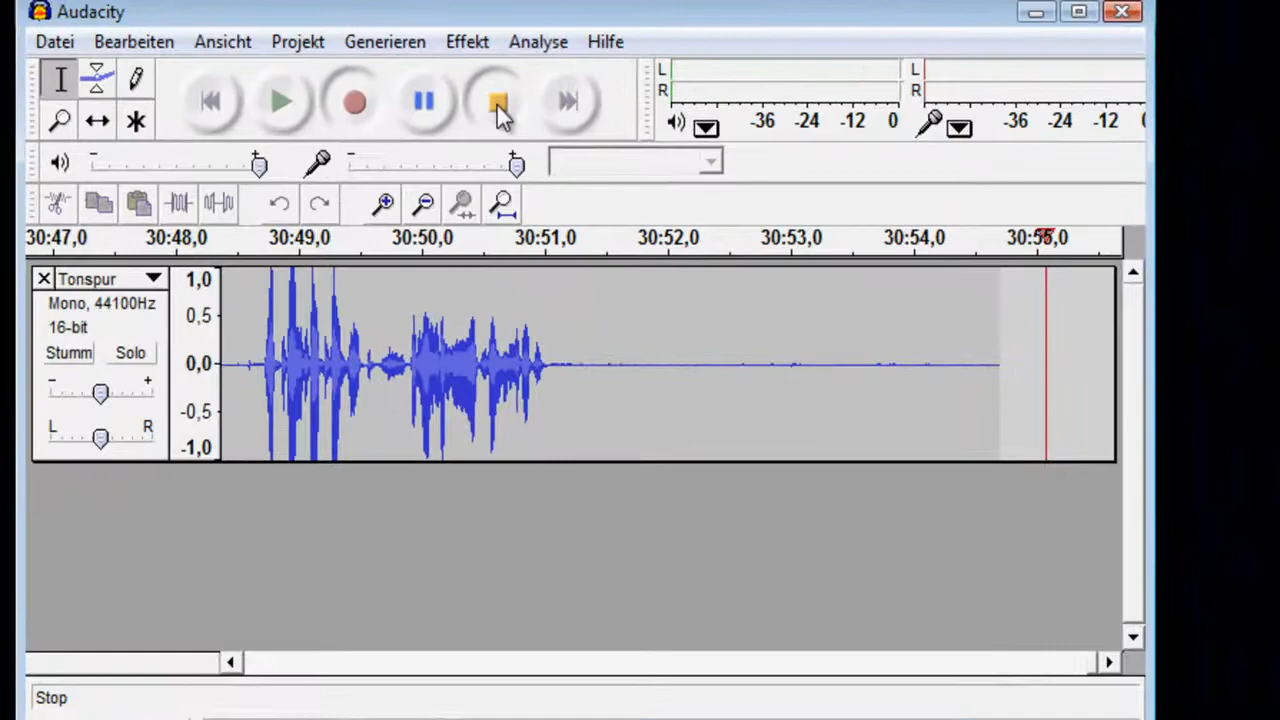 Audacity
Datei Bearbeiten Ansicht Projekt Generieren Effekt Analyse Hilfe
L
R
-36 -24 -12 0
L
R
-36 -24 -12
30:47,0 30:48,0 30:49,0 30:50,0 30:51,0 30:52,0 30:53,0 30:54,0 30:55,0
Tonspur
Mono, 44100Hz
16-bit
Stumm Solo
- +
L R
1,0
0,5
0,0
-0,5
-1,0
Stop